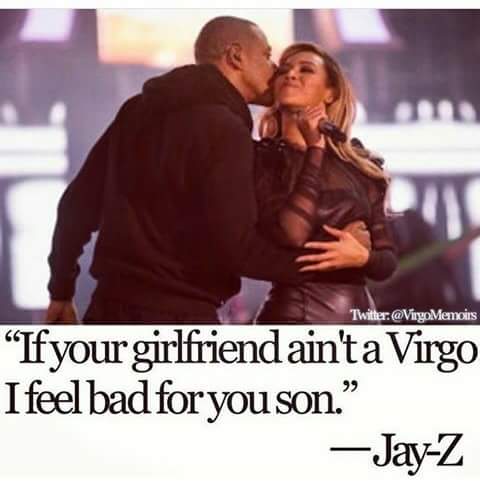 Twitter: @VirgoMemoirs
“If your girlfriend ain't a Virgo
I feel bad for you son.”
—Jay-Z